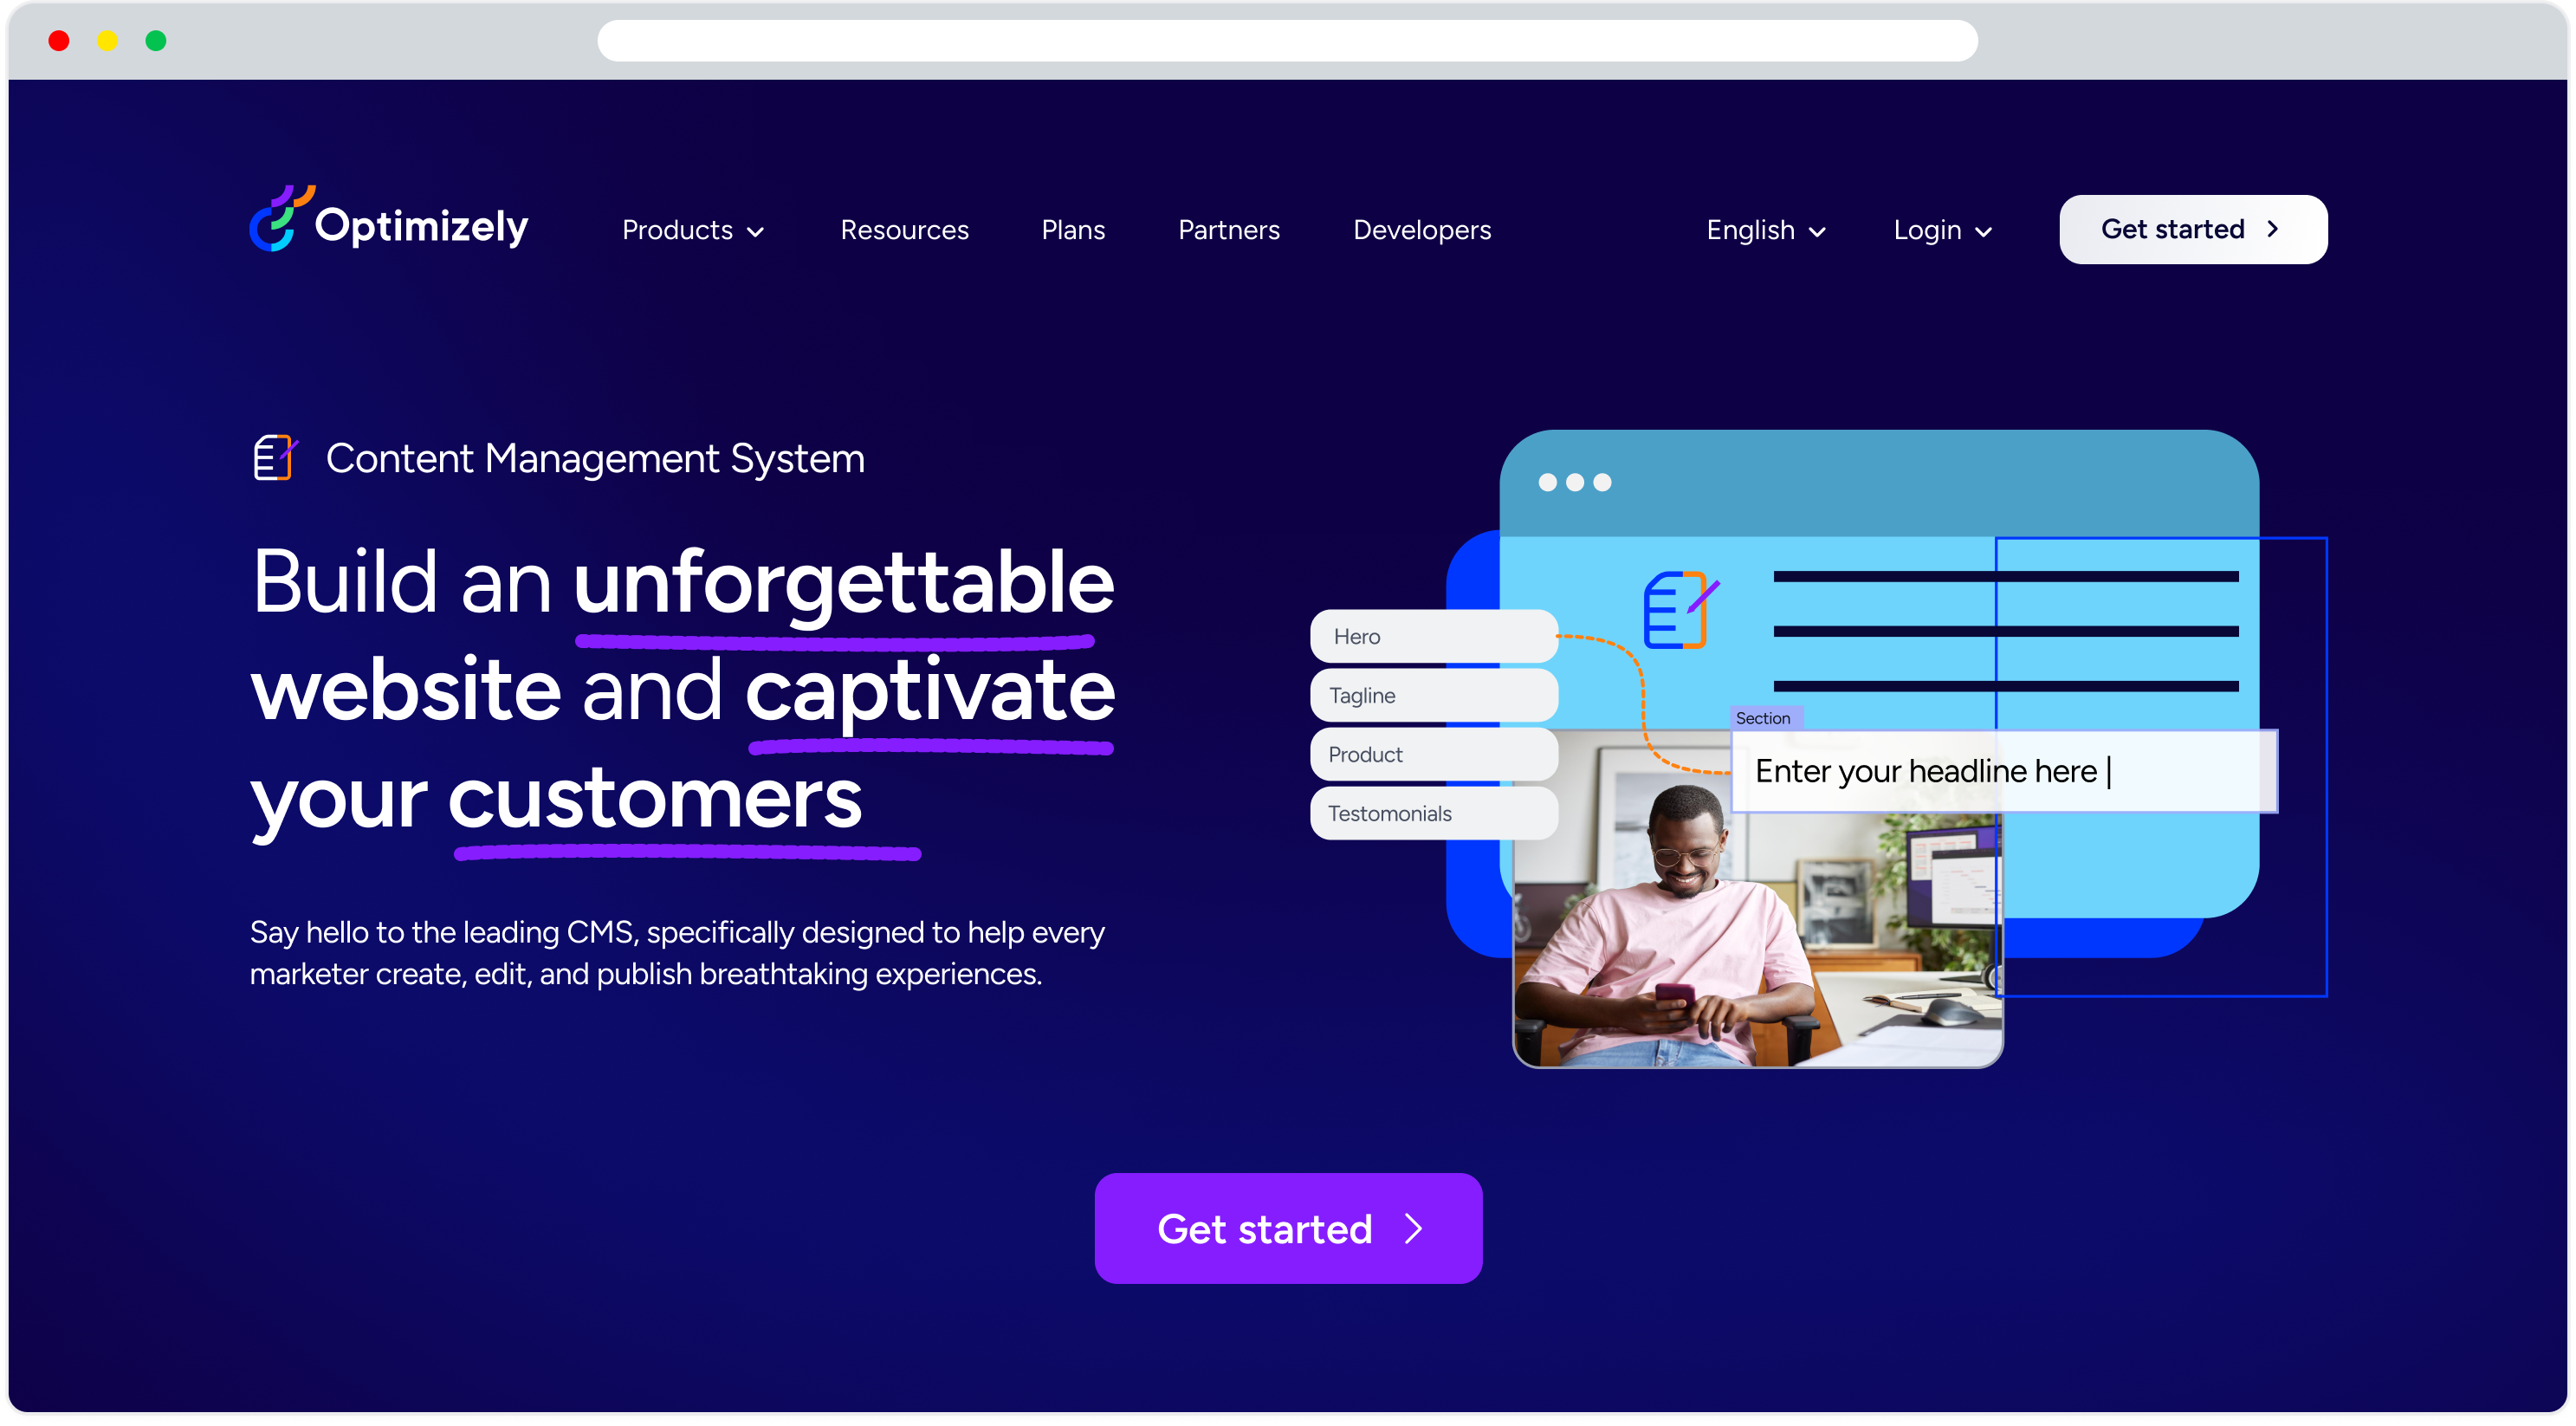 Optimizely
Products
Resources
Plans
Partners
Developers
English
Login
Get started
Content Management System
Build an unforgettable
website and captivate
your customers
Say hello to the leading CMS, specifically designed to help every
marketer create, edit, and publish breathtaking experiences.
Hero
Tagline
Product
Testomonials
Section
Enter your headline here
Get started